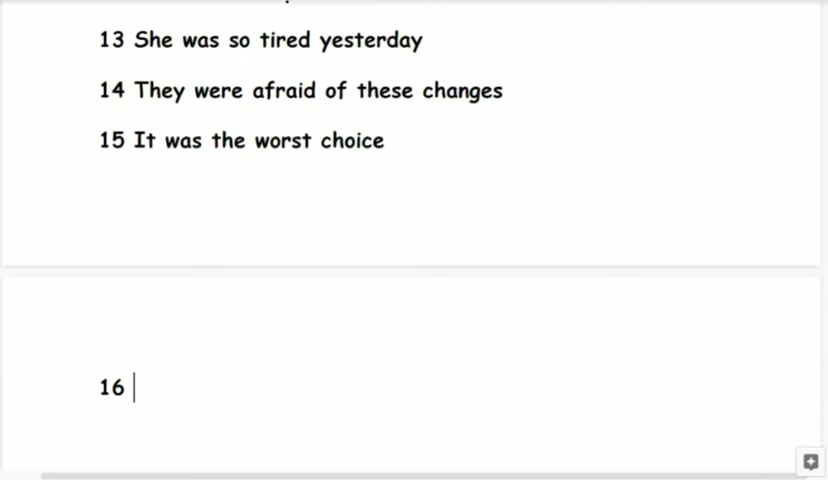 13 She was so tired yesterday
14 They were afraid of these changes
15 It was the worst choice
16